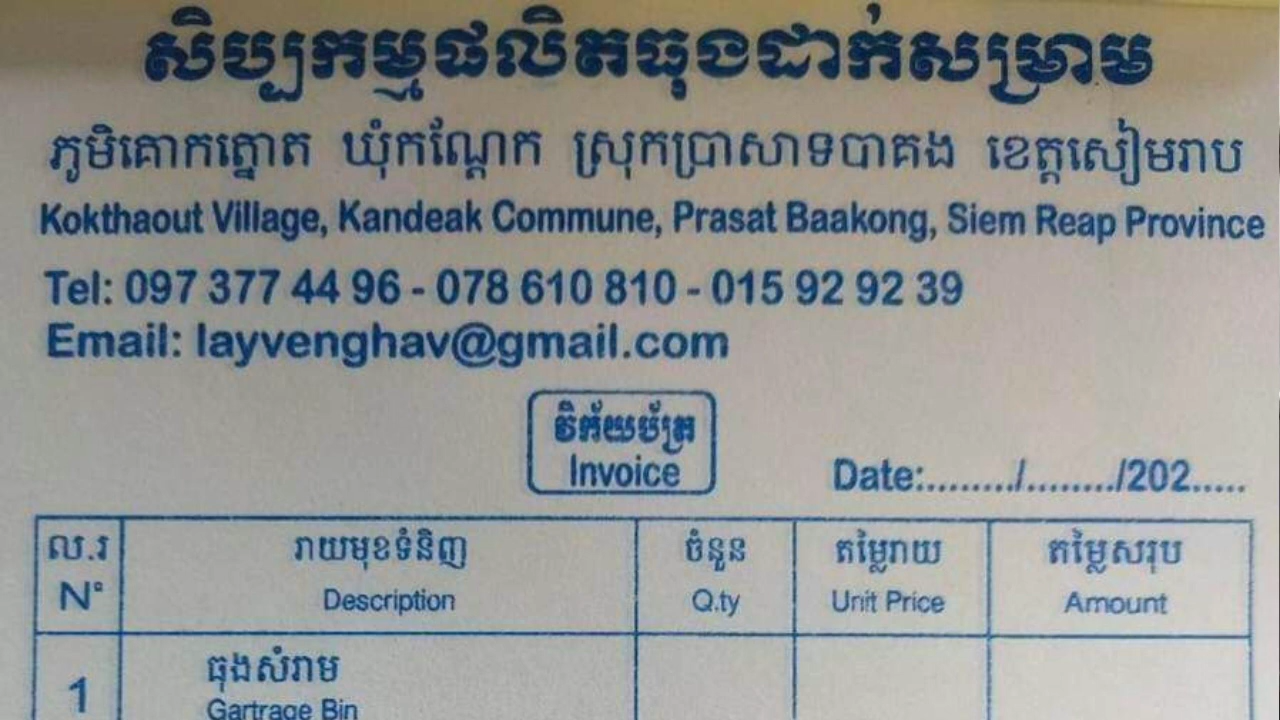 សិប្បកម្មផលិតធុងដាក់សម្រាម
ភូមិគោកត្នោត ឃុំកណ្ដែក ស្រុកប្រាសាទបាគង ខេត្តសៀមរាប
Kokthaout Village, Kandeak Commune, Prasat Baakong, Siem Reap Province
Tel: 097 377 44 96 - 078 610 810 - 015 92 92 39
Email: layvenghav@gmail.com
វិក័យប័ត្រ
Invoice
Date:........./......../202.....
ល.រ រាយមុខទំនិញ ចំនួន តម្លៃរាយ តម្លៃសរុប
N° Description Q.ty Unit Price Amount
1 ធុងសំរាម
Gartrage Bin